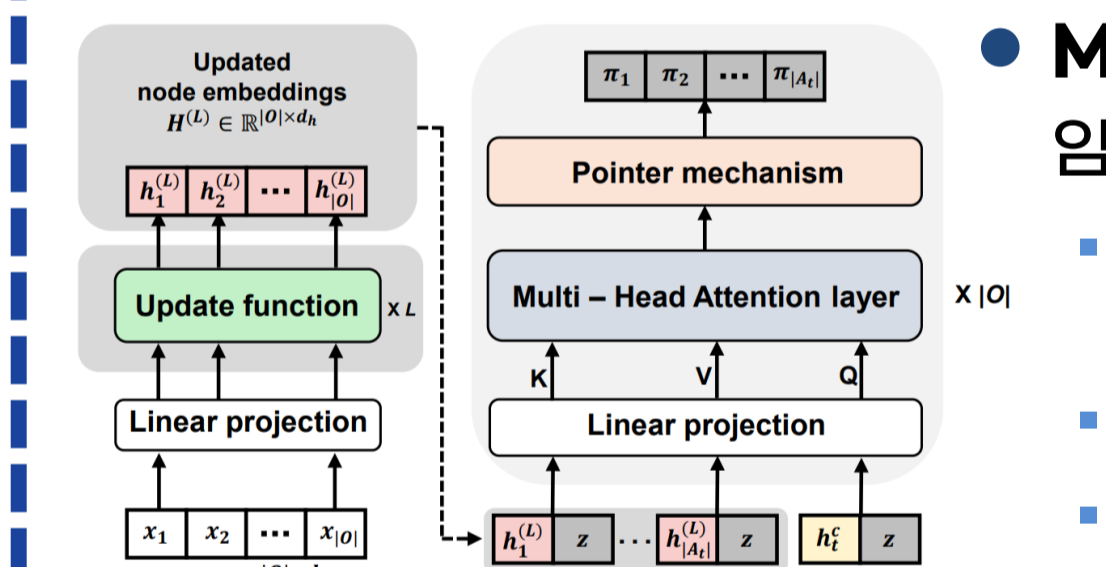 Updated
node embeddings
H^(L) ∈ ℝ^{|O|×d_h}
h_1^(L) h_2^(L) ... h_|O|^(L)
Update function
X L
Linear projection
x_1 x_2 ... x_|O|
π_1 π_2 ... π_|A_t|
Pointer mechanism
Multi – Head Attention layer
X |O|
K V Q
Linear projection
h_1^(L) z ... h_|A_t|^(L) z h_t^c z